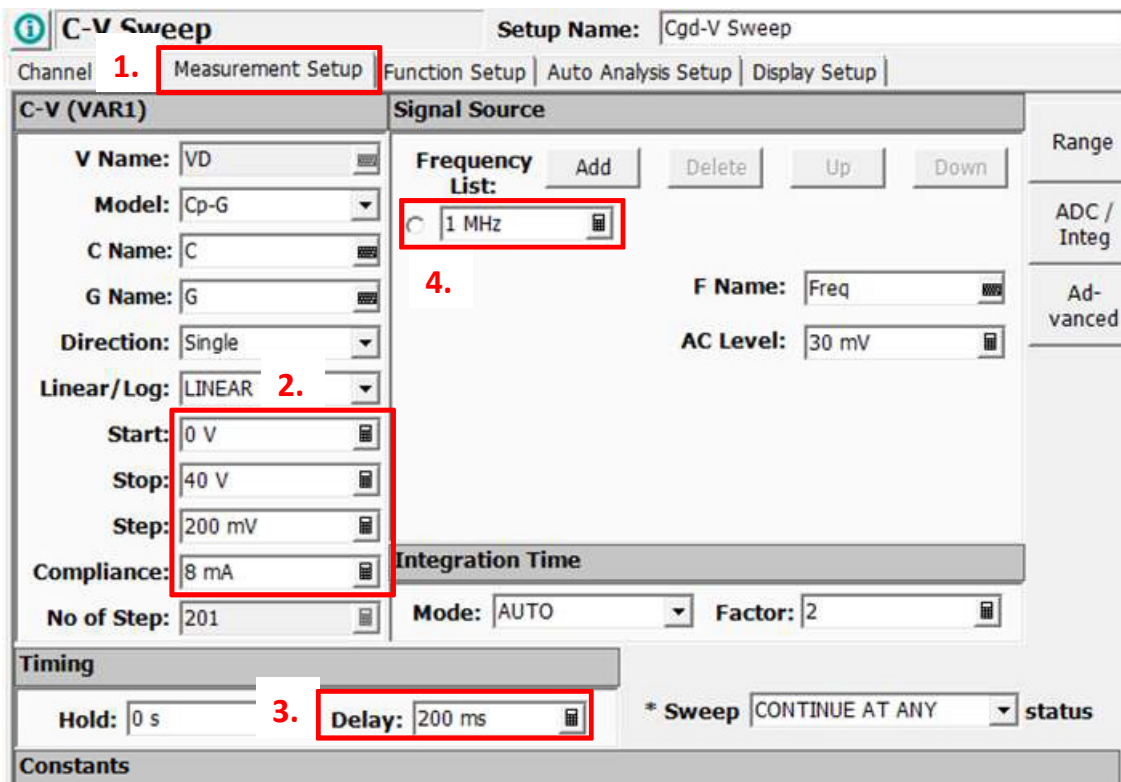 C-V Sweep
Setup Name: Cgd-V Sweep
Channel 1. Measurement Setup Function Setup Auto Analysis Setup Display Setup
C-V (VAR1)
Signal Source
V Name: VD
Model: Cp-G
C Name: C
G Name: G
Direction: Single
Linear/Log: LINEAR 2.
Start: 0 V
Stop: 40 V
Step: 200 mV
Compliance: 8 mA
No of Step: 201
Frequency List: Add Delete Up Down
1 MHz
4.
F Name: Freq
AC Level: 30 mV
Range
ADC /
Integ
Ad-
vanced
Integration Time
Mode: AUTO Factor: 2
Timing
Hold: 0 s 3. Delay: 200 ms
* Sweep CONTINUE AT ANY status
Constants